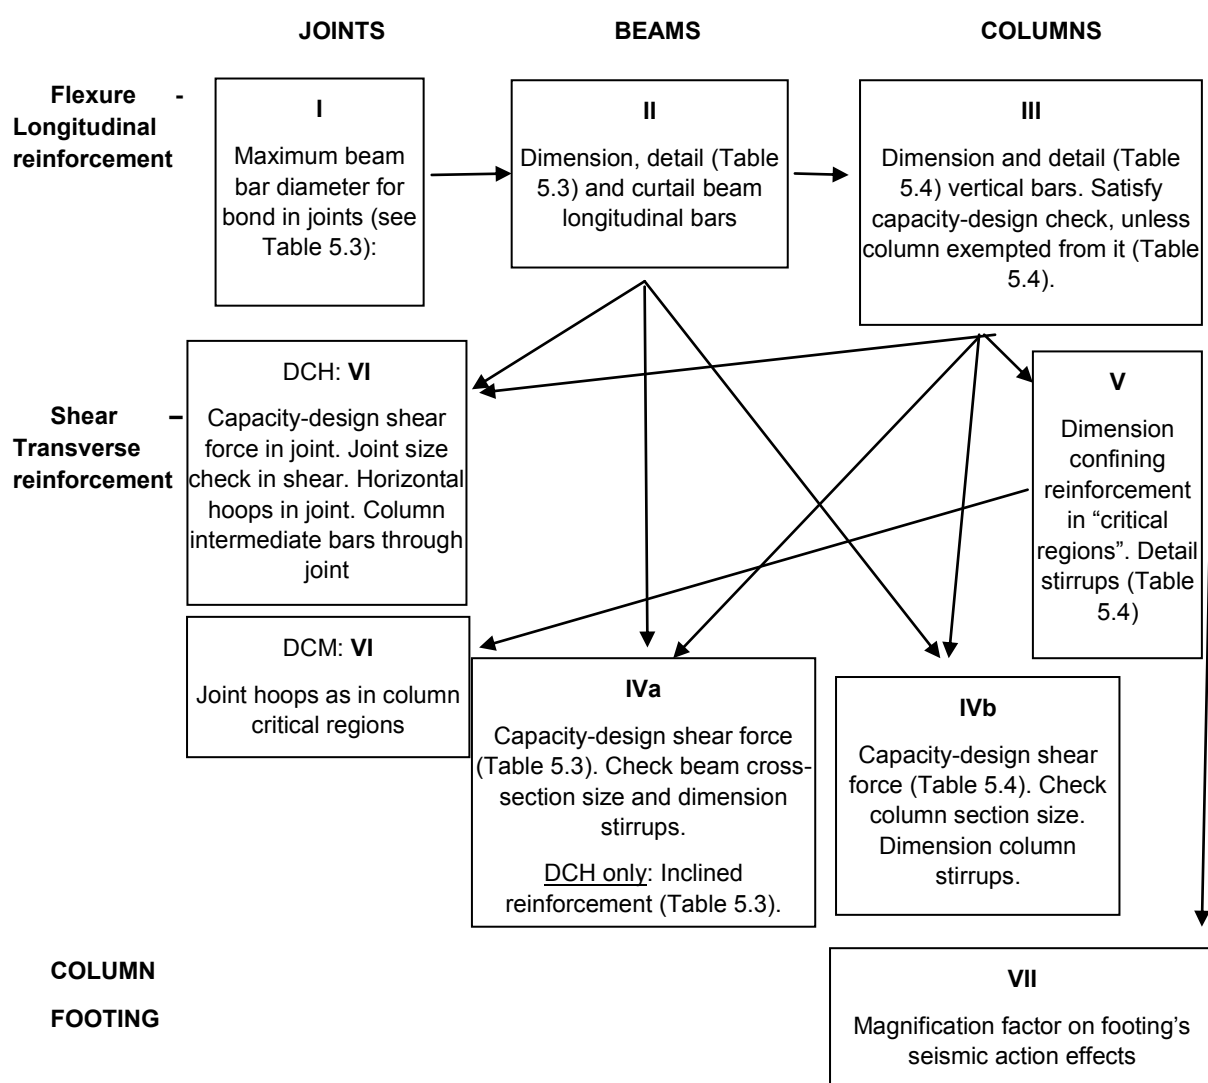 JOINTS BEAMS COLUMNS
Flexure -
Longitudinal
reinforcement
I
Maximum beam
bar diameter for
bond in joints (see
Table 5.3):
II
Dimension, detail (Table
5.3) and curtail beam
longitudinal bars
III
Dimension and detail (Table
5.4) vertical bars. Satisfy
capacity-design check, unless
column exempted from it (Table
5.4).
Shear –
Transverse
reinforcement
DCH: VI
Capacity-design shear
force in joint. Joint size
check in shear. Horizontal
hoops in joint. Column
intermediate bars through
joint
V
Dimension
confining
reinforcement
in “critical
regions”. Detail
stirrups (Table
5.4)
DCM: VI
Joint hoops as in column
critical regions
IVa
Capacity-design shear force
(Table 5.3). Check beam cross-
section size and dimension
stirrups.
DCH only: Inclined
reinforcement (Table 5.3).
IVb
Capacity-design shear
force (Table 5.4). Check
column section size.
Dimension column
stirrups.
COLUMN
FOOTING
VII
Magnification factor on footing’s
seismic action effects